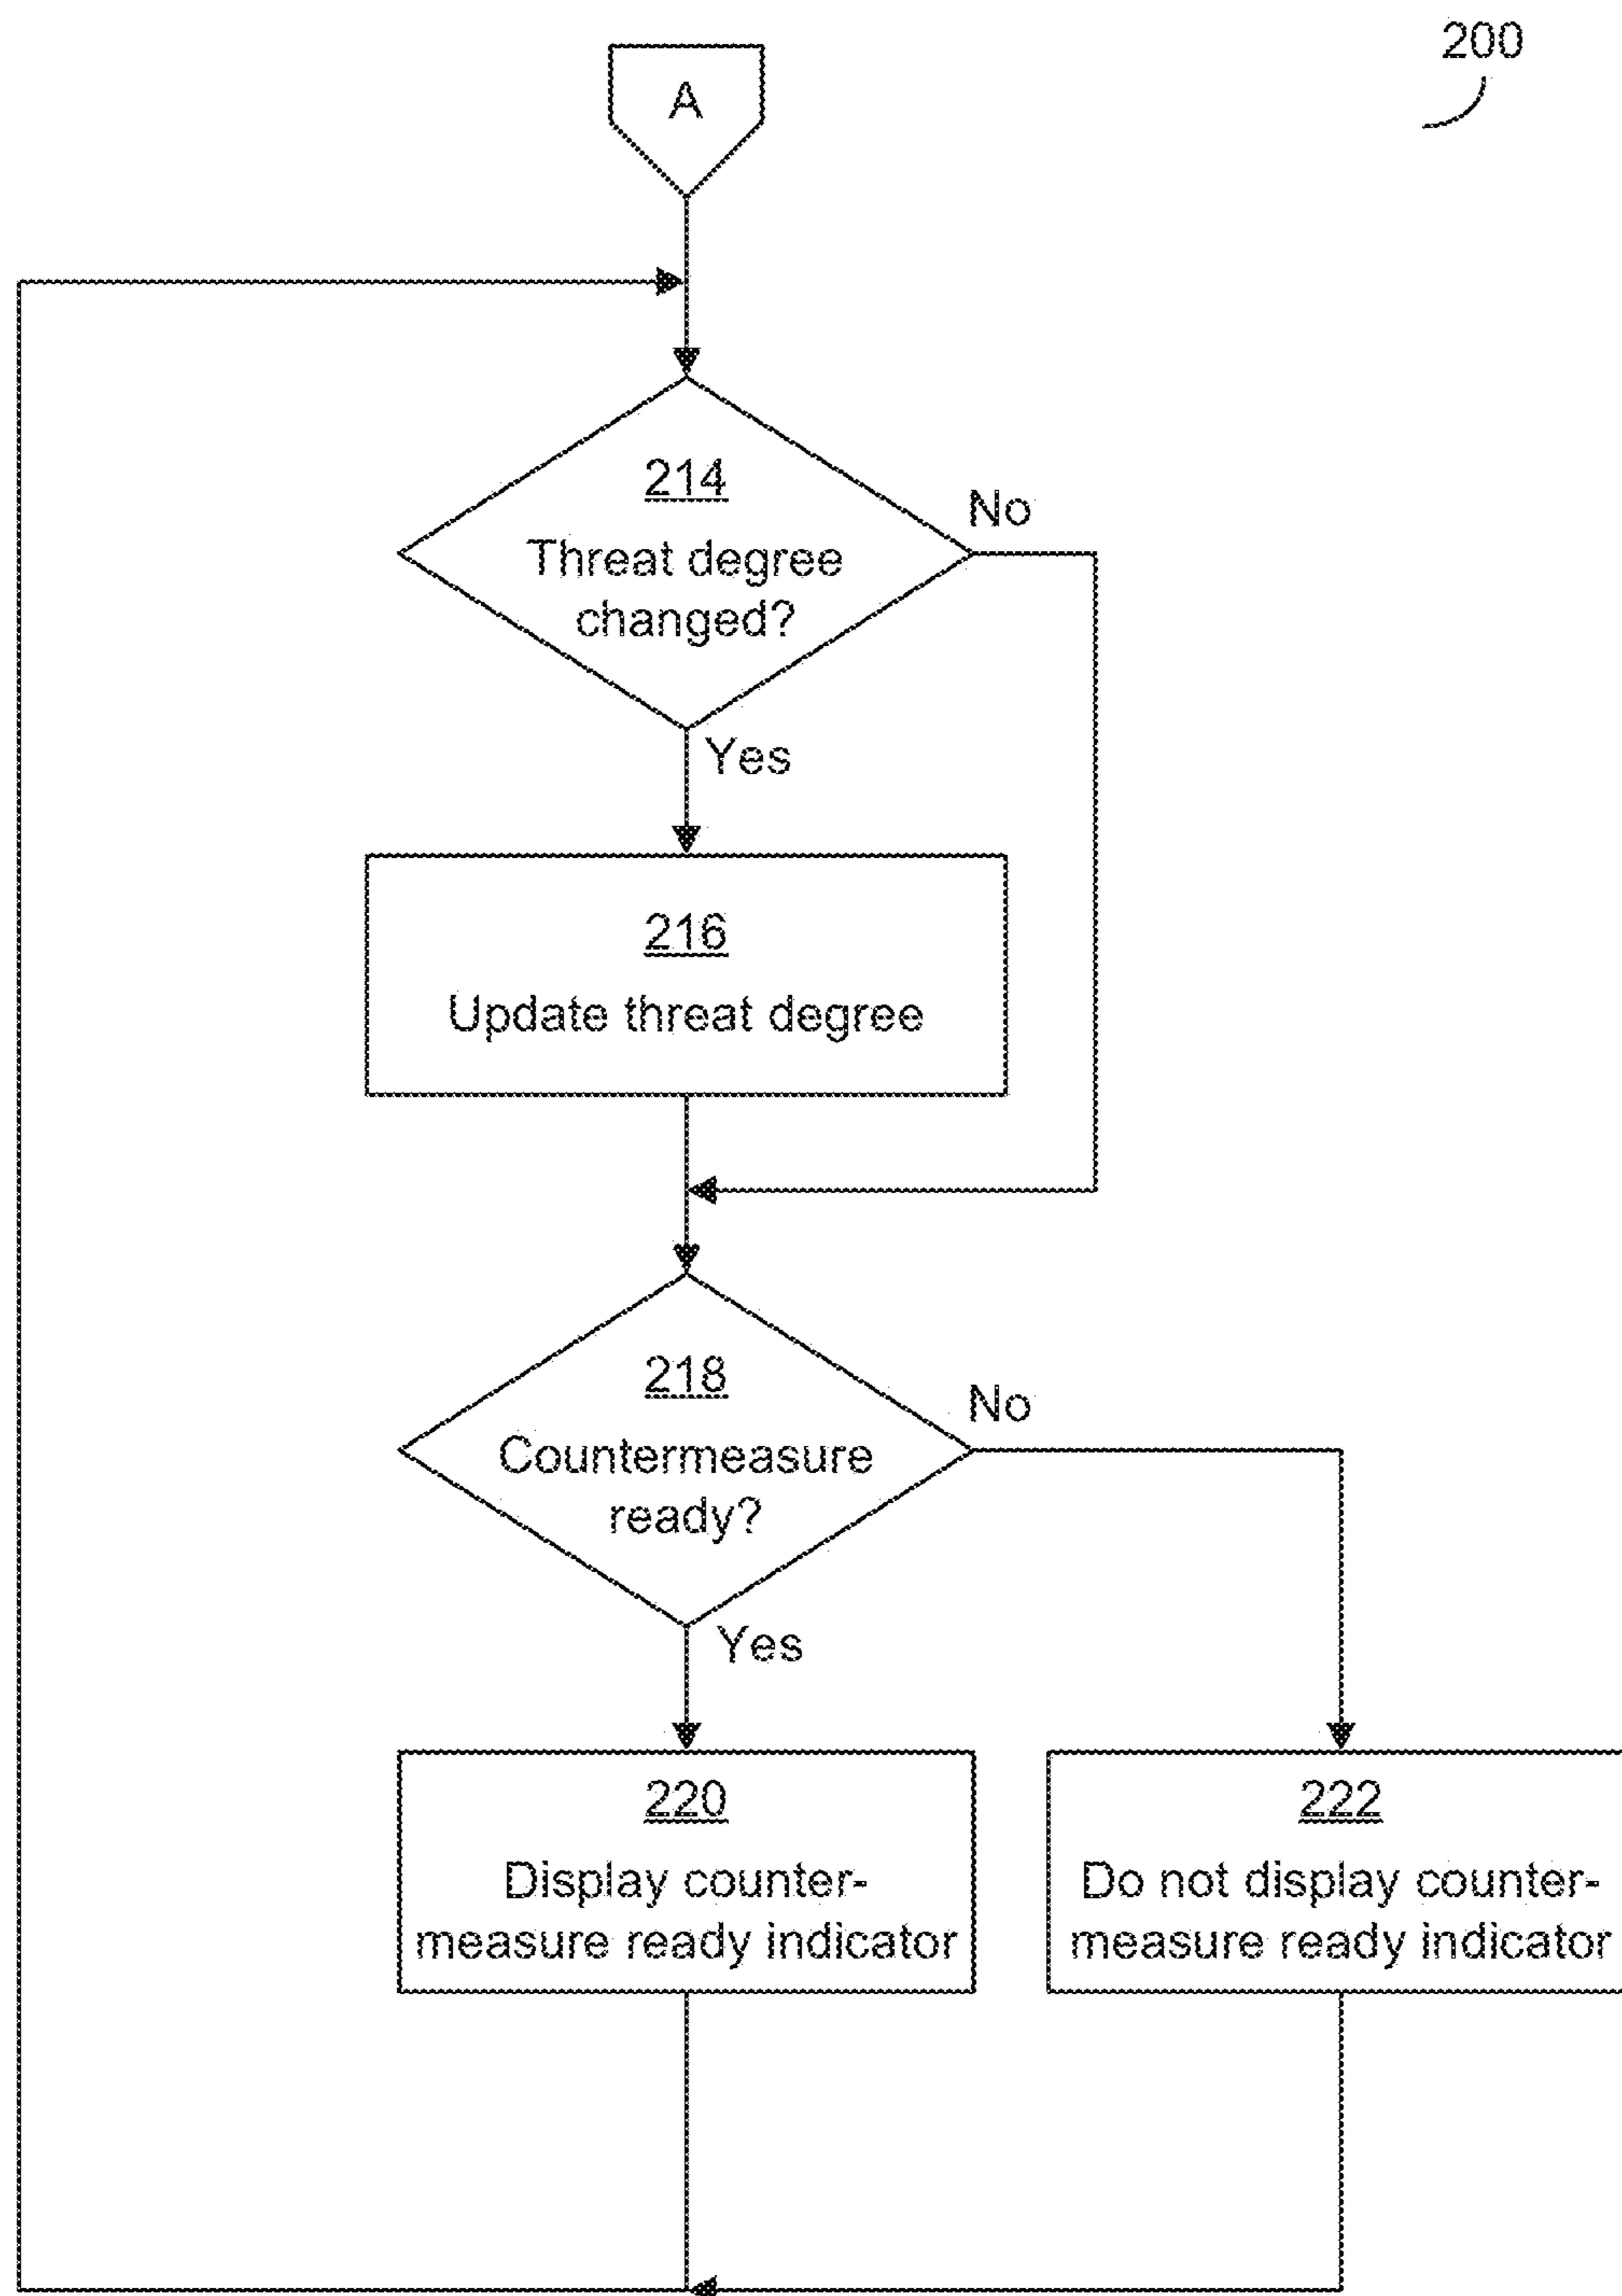 200
A
214
Threat degree
changed?
No
Yes
216
Update threat degree
218
Countermeasure
ready?
No
Yes
220
Display counter-
measure ready indicator
222
Do not display counter-
measure ready indicator